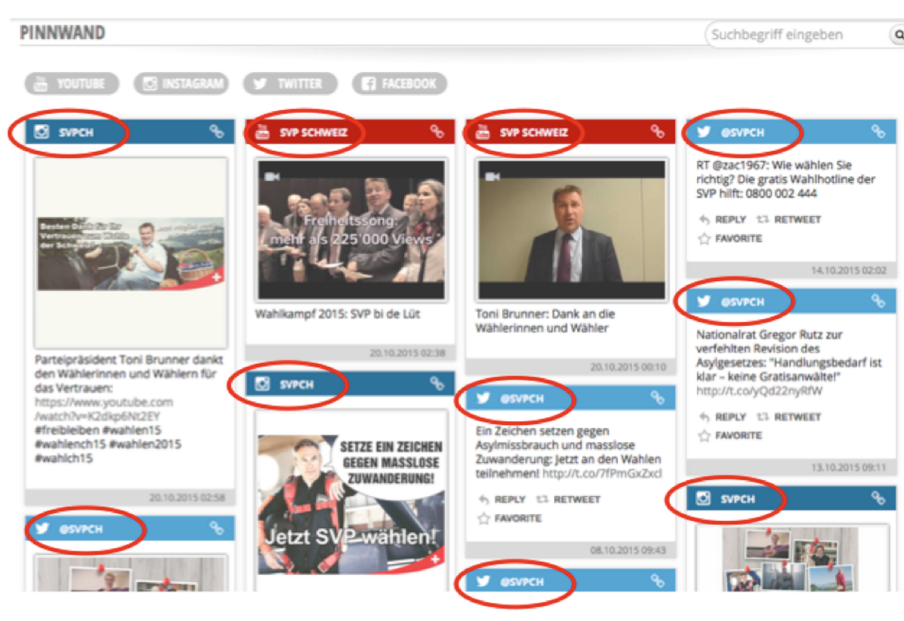 PINNWAND
Suchbegriff eingeben
YOUTUBE
INSTAGRAM
TWITTER
FACEBOOK
SVPCH
Besten Dank für Ihr
Vertrauen
der Schweiz
Parteipräsident Toni Brunner dankt
den Wählerinnen und Wählern für
das Vertrauen:
https://www.youtube.com
/watch?v=K2dkp6Nt2EY
#freibleiben #wahlen15
#wahlench15 #wahlen2015
#wahlch15
20.10.2015 02:58
@SVPCH
SVP SCHWEIZ
Freiheitssong:
mehr als 225'000 Views
Wahlkampf 2015: SVP bi de Lüt
20.10.2015 02:38
SVPCH
SETZE EIN ZEICHEN
GEGEN MASSLOSE
ZUWANDERUNG!
Jetzt SVP wählen!
SVP SCHWEIZ
Toni Brunner: Dank an die
Wählerinnen und Wähler
20.10.2015 00:10
@SVPCH
Ein Zeichen setzen gegen
Asylmissbrauch und masslose
Zuwanderung: Jetzt an den Wahlen
teilnehmen! http://t.co/7fPmGxZxcl
REPLY RETWEET
FAVORITE
08.10.2015 09:43
@SVPCH
@SVPCH
RT @zac1967: Wie wählen Sie
richtig? Die gratis Wahlhotline der
SVP hilft: 0800 002 444
REPLY RETWEET
FAVORITE
14.10.2015 02:02
@SVPCH
Nationalrat Gregor Rutz zur
verfehlten Revision des
Asylgesetzes: "Handlungsbedarf ist
klar – keine Gratisanwälte!"
http://t.co/yQd22nyRfW
REPLY RETWEET
FAVORITE
13.10.2015 09:11
SVPCH